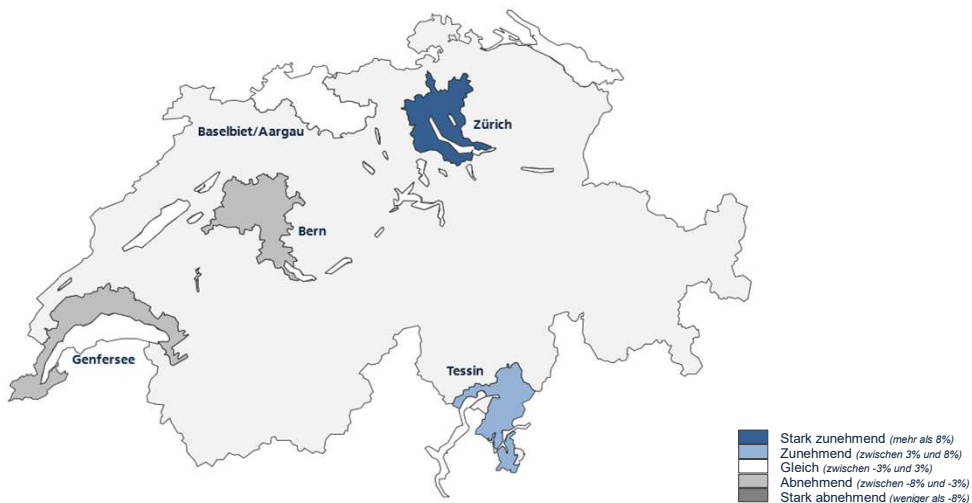 Zürich
Baselbiet/Aargau
Bern
Genfersee
Tessin
Stark zunehmend (mehr als 8%)
Zunehmend (zwischen 3% und 8%)
Gleich (zwischen -3% und 3%)
Abnehmend (zwischen -8% und -3%)
Stark abnehmend (weniger als -8%)